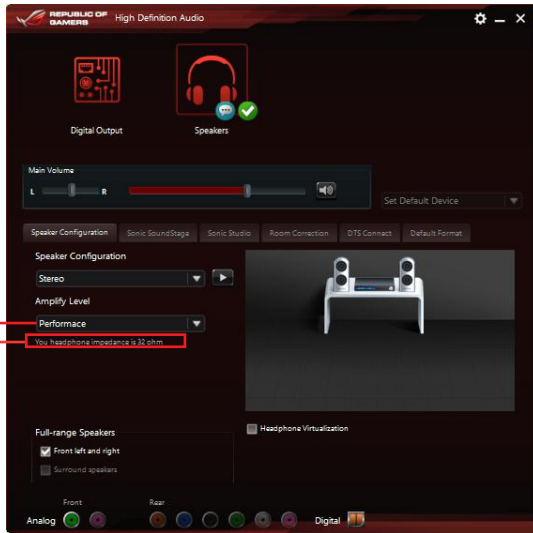 REPUBLIC OF
GAMERS
High Definition Audio
Digital Output
Speakers
Main Volume
L
R
Set Default Device
Speaker Configuration
Sonic SoundStage
Sonic Studio
Room Correction
DTS Connect
Default Format
Speaker Configuration
Stereo
Amplify Level
Performace
You headphone impedance is 32 ohm
Headphone Virtualization
Full-range Speakers
Front left and right
Surround speakers
Front
Rear
Analog
Digital